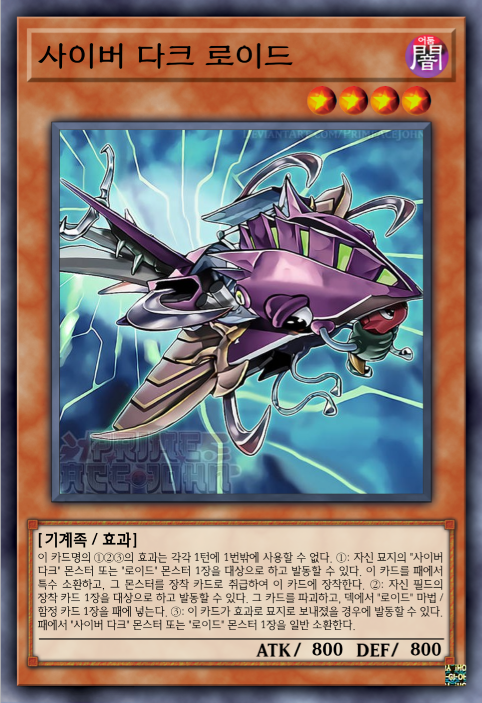 사이버 다크 로이드
어둠
闇
DEVIANTART.COM/PRIMEACEJOHN
PRIME
ACEJOHN
[기계족 / 효과]
이 카드명의 ①②③의 효과는 각각 1턴에 1번밖에 사용할 수 없다. ①: 자신 묘지의 "사이버
다크" 몬스터 또는 "로이드" 몬스터 1장을 대상으로 하고 발동할 수 있다. 이 카드를 패에서
특수 소환하고, 그 몬스터를 장착 카드로 취급하여 이 카드에 장착한다. ②: 자신 필드의
장착 카드 1장을 대상으로 하고 발동할 수 있다. 그 카드를 파괴하고, 덱에서 "로이드" 마법 /
함정 카드 1장을 패에 넣는다. ③: 이 카드가 효과로 묘지로 보내졌을 경우에 발동할 수 있다.
패에서 "사이버 다크" 몬스터 또는 "로이드" 몬스터 1장을 일반 소환한다.
ATK / 800 DEF / 800